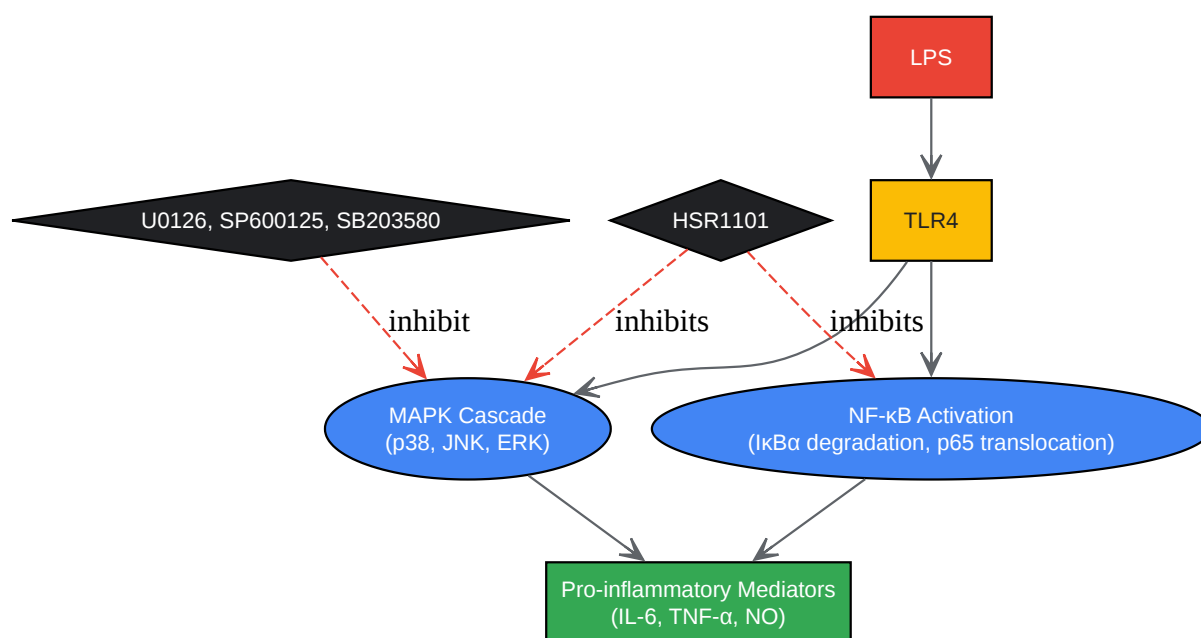 LPS
U0126, SP600125, SB203580
HSR1101
TLR4
inhibit
inhibits
inhibits
MAPK Cascade
(p38, JNK, ERK)
NF-κB Activation
(IκBα degradation, p65 translocation)
Pro-inflammatory Mediators
(IL-6, TNF-α, NO)